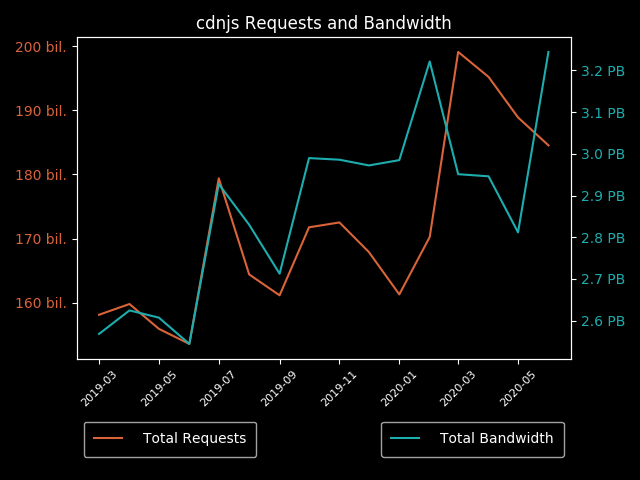 cdnjs Requests and Bandwidth
200 bil.
190 bil.
180 bil.
170 bil.
160 bil.
3.2 PB
3.1 PB
3.0 PB
2.9 PB
2.8 PB
2.7 PB
2.6 PB
2019-03
2019-05
2019-07
2019-09
2019-11
2020-01
2020-03
2020-05
Total Requests
Total Bandwidth